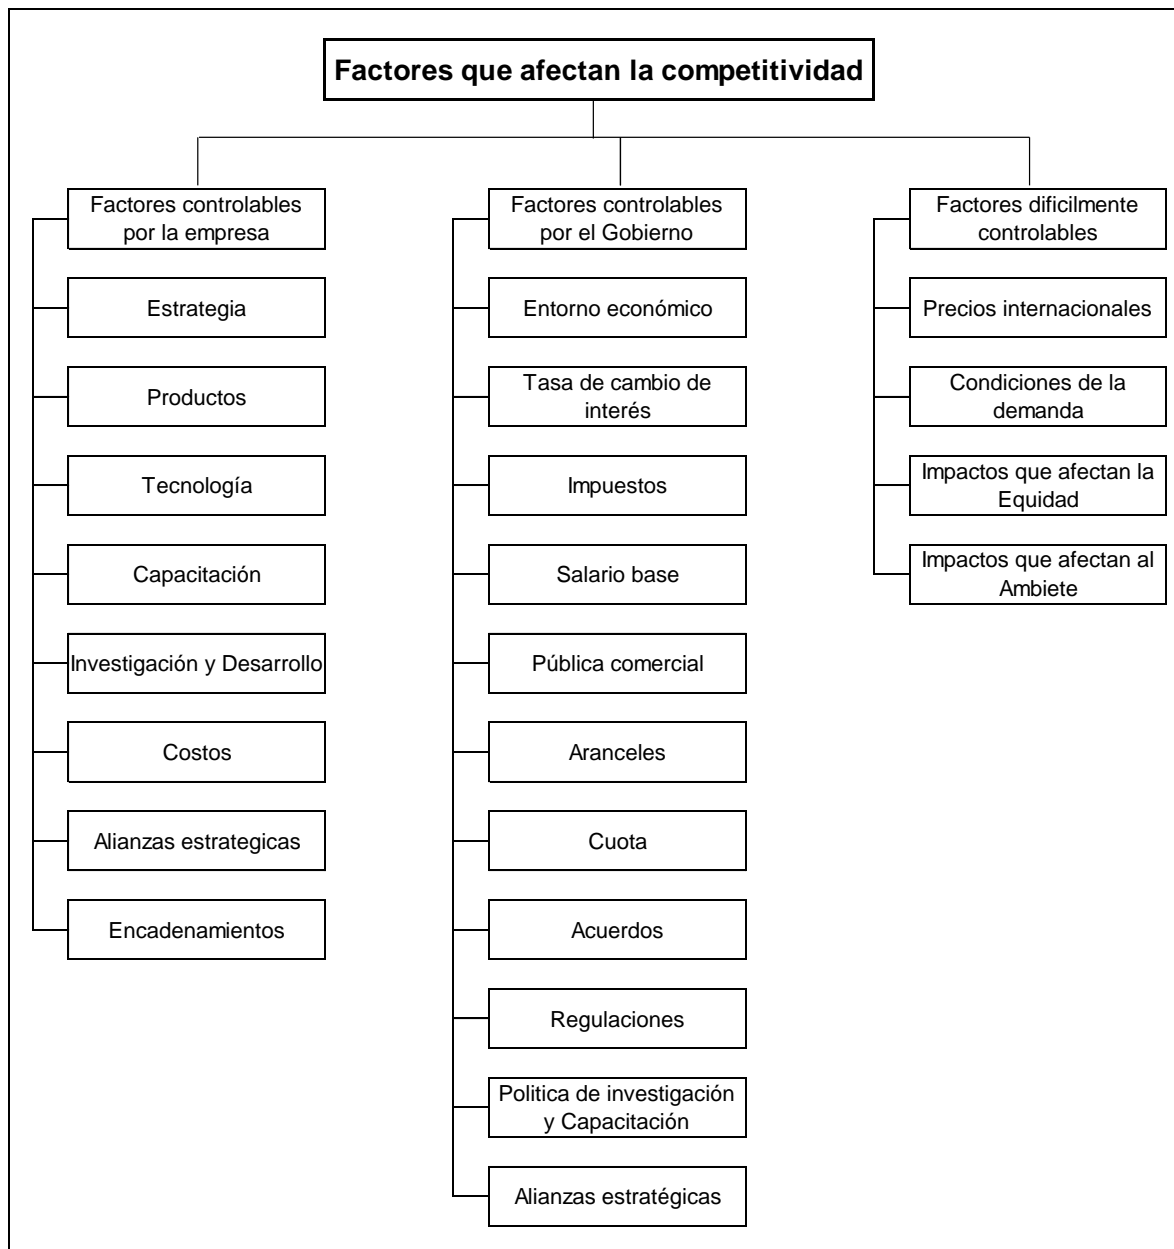 Factores que afectan la competitividad
Factores controlables
por la empresa
Estrategia
Productos
Tecnología
Capacitación
Investigación y Desarrollo
Costos
Alianzas estrategicas
Encadenamientos
Factores controlables
por el Gobierno
Entorno económico
Tasa de cambio de
interés
Impuestos
Salario base
Pública comercial
Aranceles
Cuota
Acuerdos
Regulaciones
Politica de investigación
y Capacitación
Alianzas estratégicas
Factores dificilmente
controlables
Precios internacionales
Condiciones de la
demanda
Impactos que afectan la
Equidad
Impactos que afectan al
Ambiete